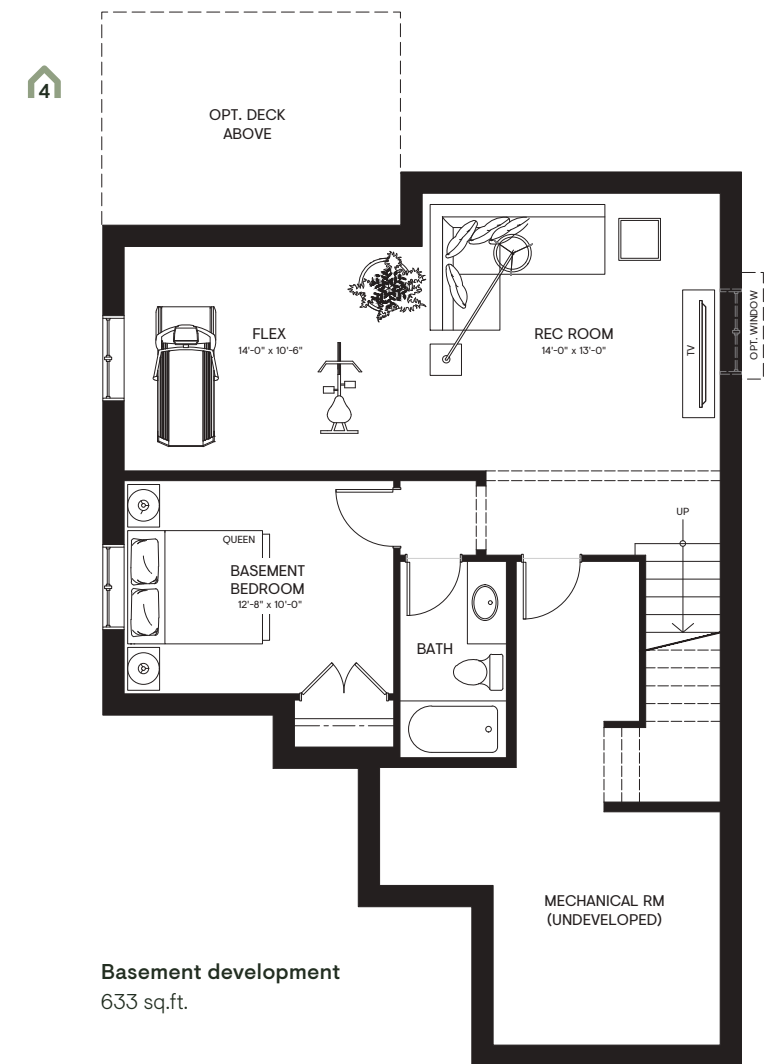 4
OPT. DECK
ABOVE
FLEX
14'-0" x 10'-6"
REC ROOM
14'-0" x 13'-0"
TV
OPT. WINDOW
UP
QUEEN
BASEMENT
BEDROOM
12'-8" x 10'-0"
BATH
MECHANICAL RM
(UNDEVELOPED)
Basement development
633 sq.ft.